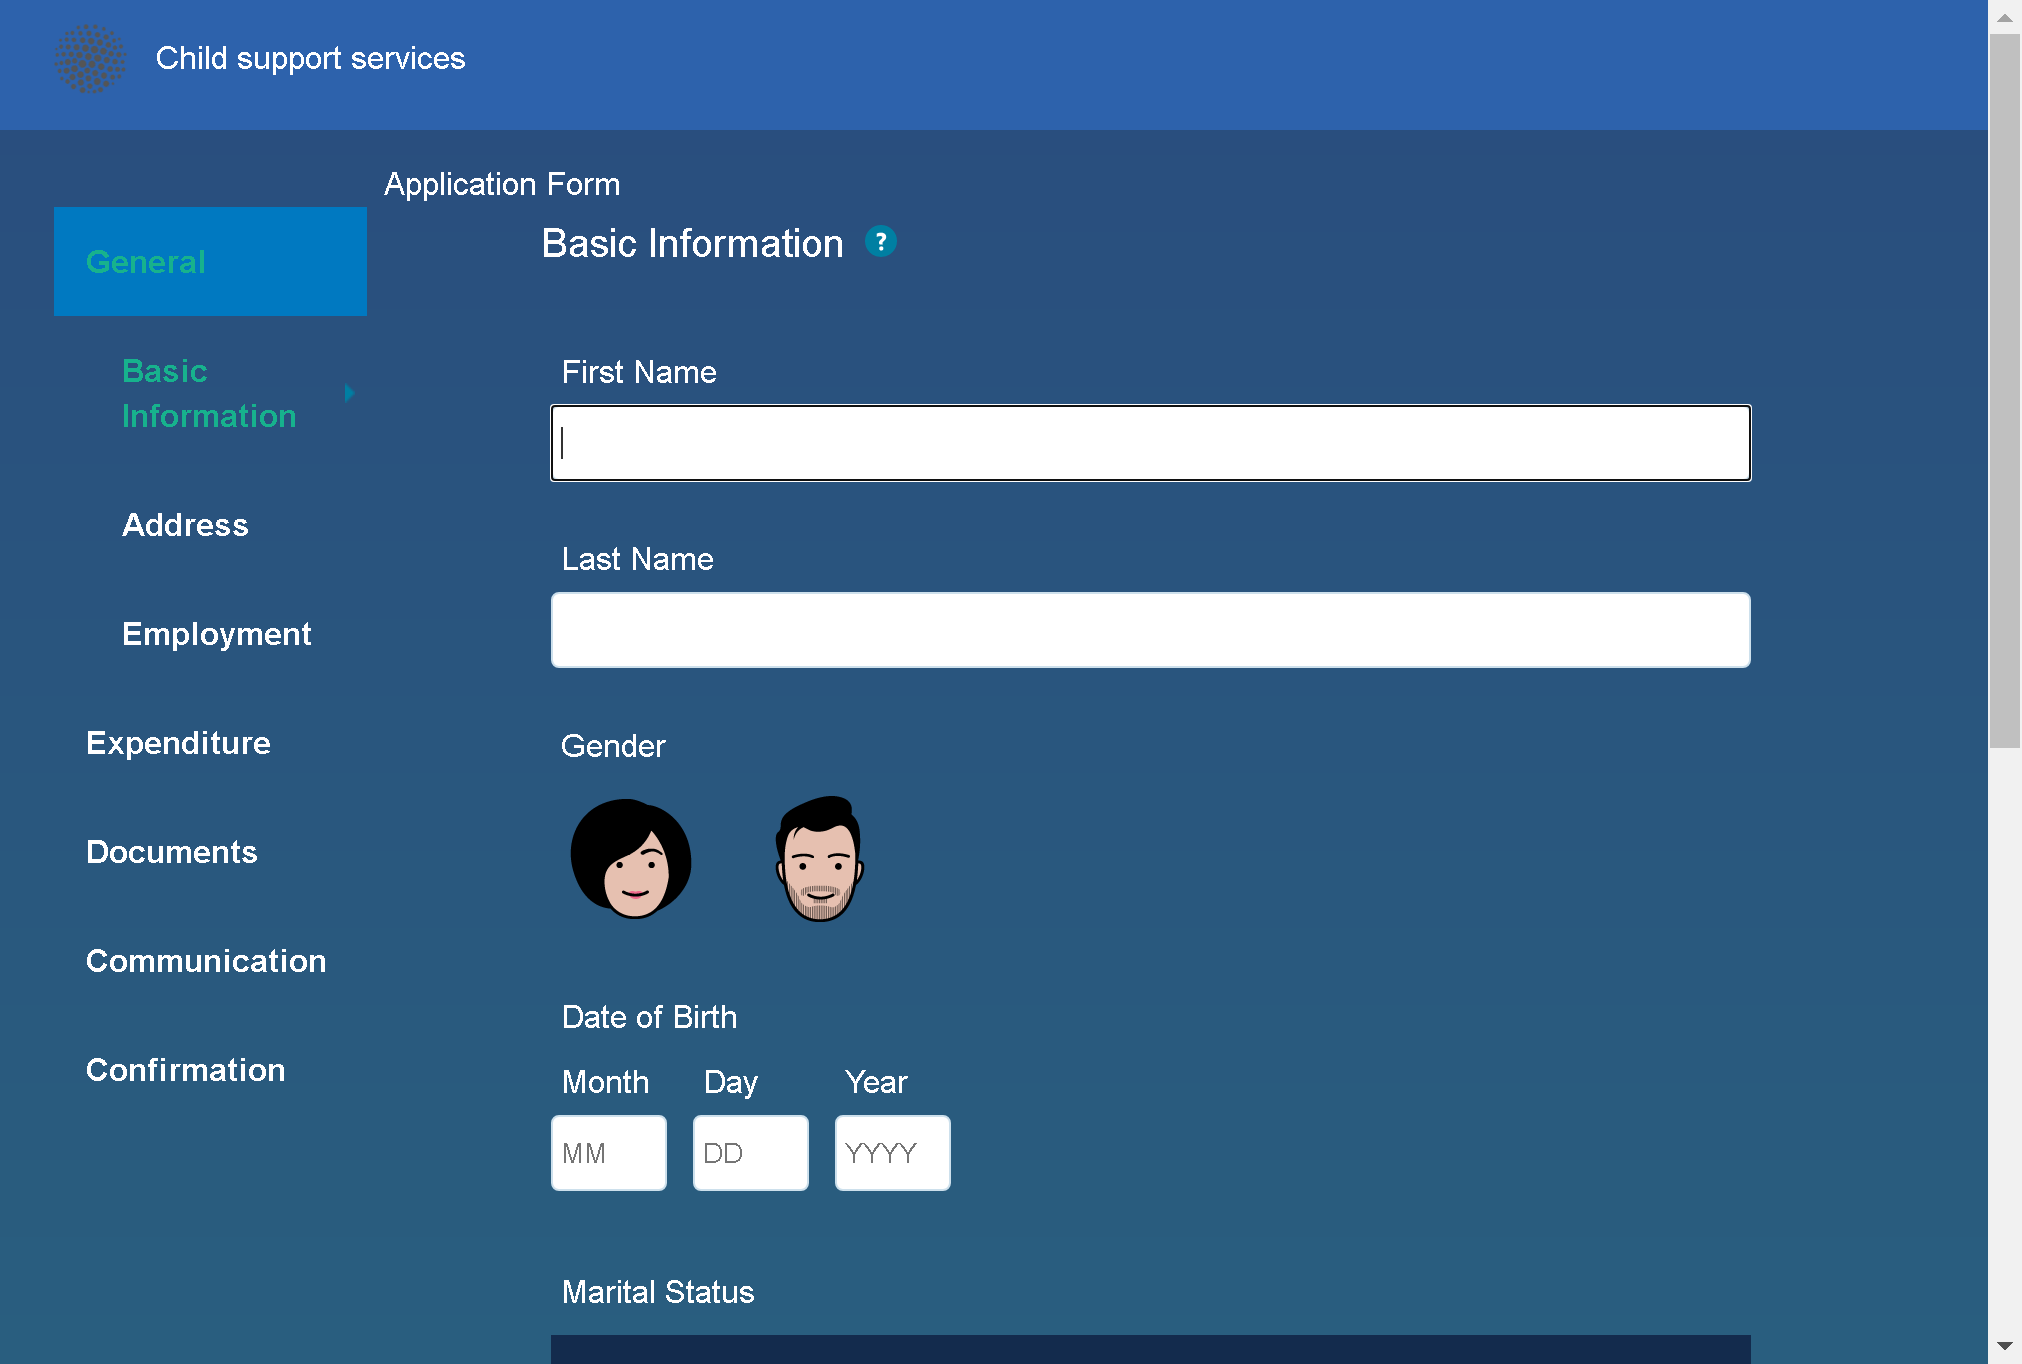 Child support services
Application Form
General
Basic Information ?
Basic
Information
Address
Employment
Expenditure
Documents
Communication
Confirmation
First Name
Last Name
Gender
Date of Birth
Month Day Year
MM DD YYYY
Marital Status